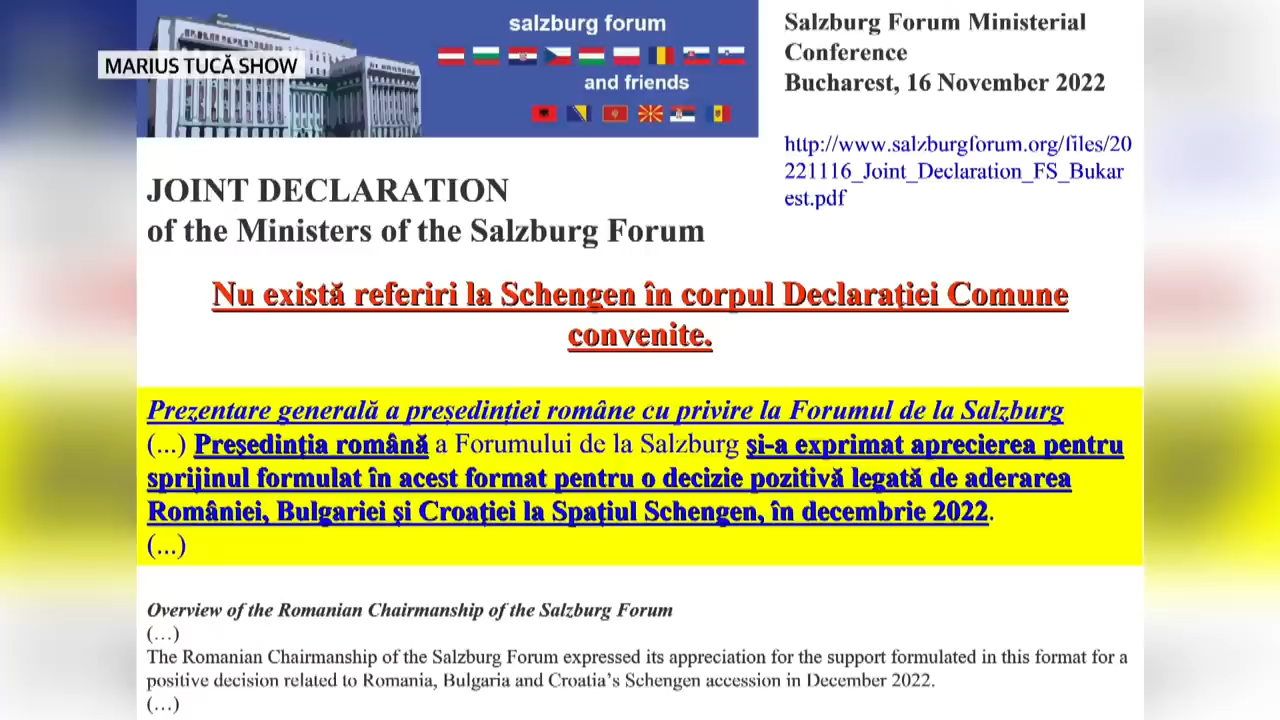 MARIUS TUCĂ SHOW
salzburg forum
and friends
Salzburg Forum Ministerial
Conference
Bucharest, 16 November 2022
http://www.salzburgforum.org/files/20
221116_Joint_Declaration_FS_Bukar
est.pdf
JOINT DECLARATION
of the Ministers of the Salzburg Forum
Nu există referiri la Schengen în corpul Declarației Comune
convenite.
Prezentare generală a președinției române cu privire la Forumul de la Salzburg
(...) Președinția română a Forumului de la Salzburg și-a exprimat aprecierea pentru
sprijinul formulat în acest format pentru o decizie pozitivă legată de aderarea
României, Bulgariei și Croației la Spațiul Schengen, în decembrie 2022.
(...)
Overview of the Romanian Chairmanship of the Salzburg Forum
(…)
The Romanian Chairmanship of the Salzburg Forum expressed its appreciation for the support formulated in this format for a
positive decision related to Romania, Bulgaria and Croatia's Schengen accession in December 2022.
(…)